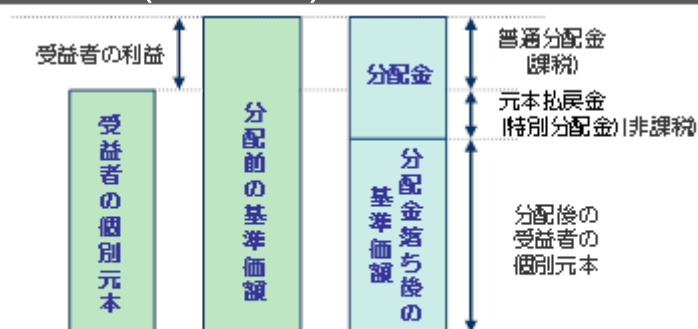 受益者の利益
受益者の個別元本
分配前の基準価額
分配金
分配金落ち後の
基準価額
普通分配金
(課税)
元本払戻金
(特別分配金)(非課税)
分配後の
受益者の
個別元本